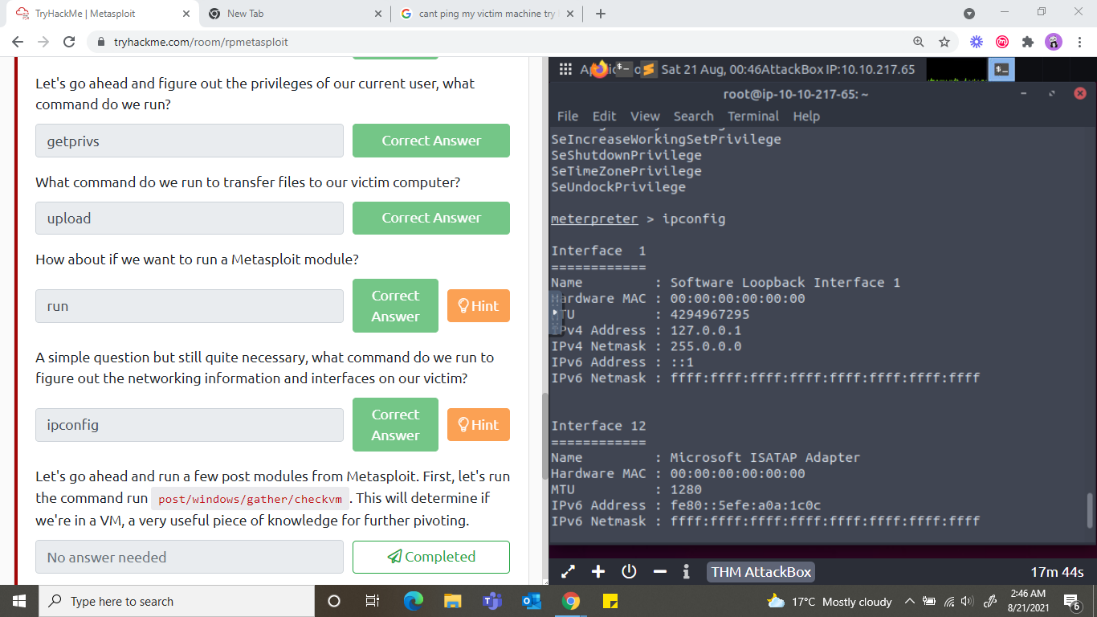 TryHackMe | Metasploit
New Tab
cant ping my victim machine try
tryhackme.com/room/rpmetasploit
Let's go ahead and figure out the privileges of our current user, what
command do we run?
getprivs
Correct Answer
What command do we run to transfer files to our victim computer?
upload
Correct Answer
How about if we want to run a Metasploit module?
run
Correct
Answer
Hint
A simple question but still quite necessary, what command do we run to
figure out the networking information and interfaces on our victim?
ipconfig
Correct
Answer
Hint
Let's go ahead and run a few post modules from Metasploit. First, let's run
the command run post/windows/gather/checkvm . This will determine if
we're in a VM, a very useful piece of knowledge for further pivoting.
No answer needed
Completed
Sat 21 Aug, 00:46 AttackBox IP:10.10.217.65
root@ip-10-10-217-65: ~
File Edit View Search Terminal Help
SeIncreaseWorkingSetPrivilege
SeShutdownPrivilege
SeTimeZonePrivilege
SeUndockPrivilege
meterpreter > ipconfig
Interface  1
============
Name         : Software Loopback Interface 1
Hardware MAC : 00:00:00:00:00:00
MTU          : 4294967295
IPv4 Address : 127.0.0.1
IPv4 Netmask : 255.0.0.0
IPv6 Address : ::1
IPv6 Netmask : ffff:ffff:ffff:ffff:ffff:ffff:ffff:ffff
Interface 12
============
Name         : Microsoft ISATAP Adapter
Hardware MAC : 00:00:00:00:00:00
MTU          : 1280
IPv6 Address : fe80::5efe:a0a:1c0c
IPv6 Netmask : ffff:ffff:ffff:ffff:ffff:ffff:ffff:ffff
THM AttackBox
17m 44s
Type here to search
17°C Mostly cloudy
2:46 AM
8/21/2021
6